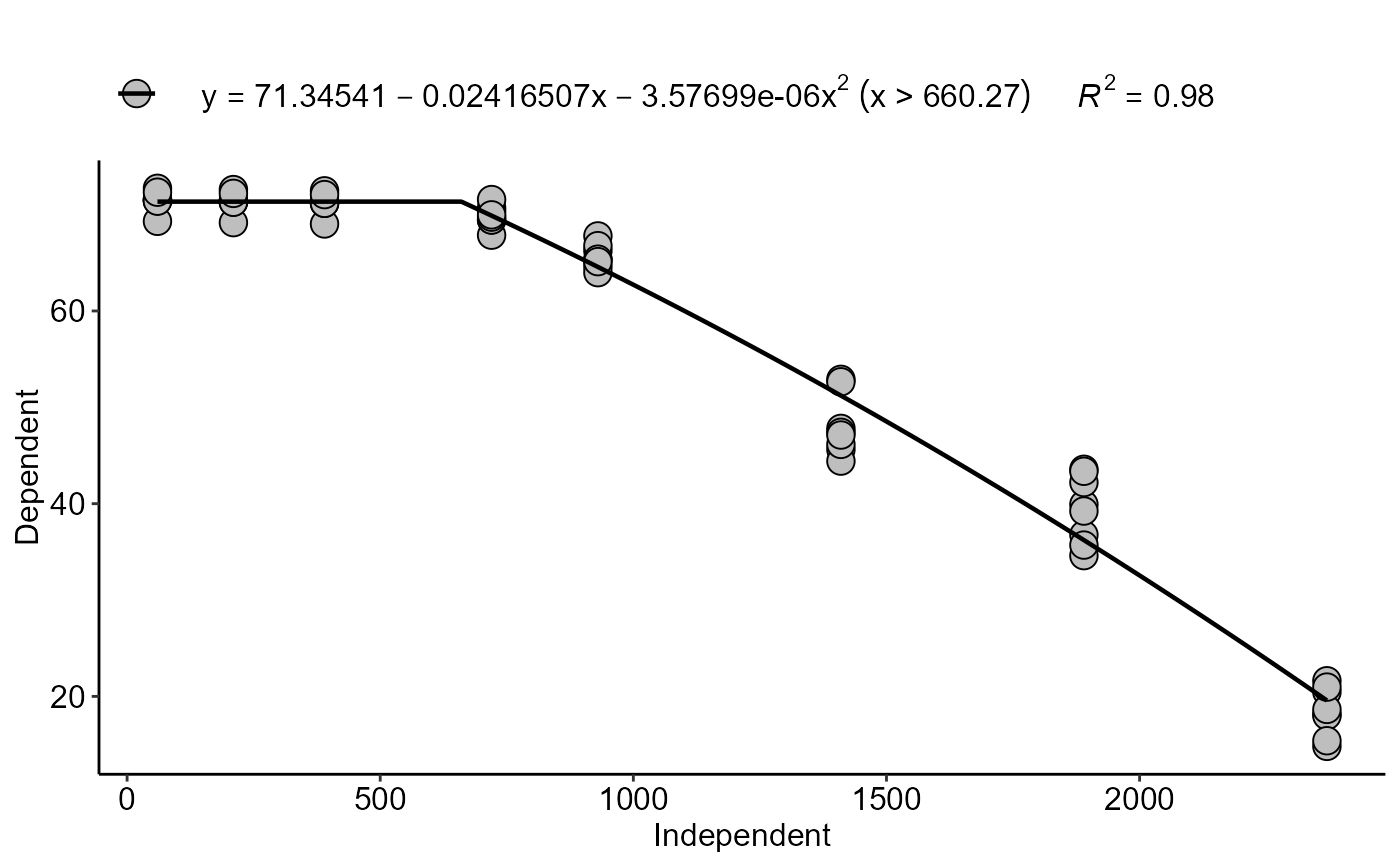 y = 71.34541 − 0.02416507x − 3.57699e-06x² (x > 660.27) R² = 0.98
60
40
20
Dependent
0 500 1000 1500 2000
Independent